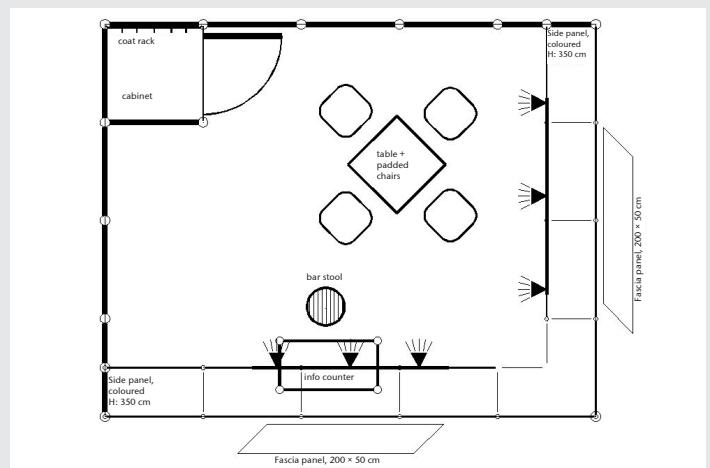 coat rack
cabinet
Side panel,
coloured
H: 350 cm
table +
padded
chairs
Fascia panel, 200 × 50 cm
bar stool
info counter
Side panel,
coloured
H: 350 cm
Fascia panel, 200 × 50 cm